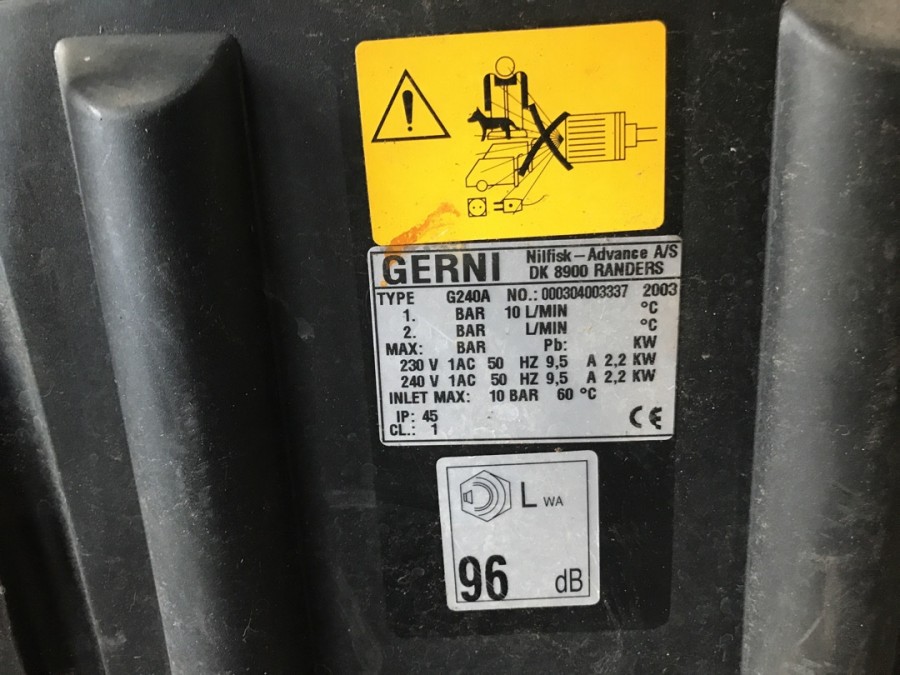 GERNI Nilfisk-Advance A/S
DK 8900 RANDERS
TYPE G240A NO.: 000304003337 2003
1. BAR 10 L/MIN °C
2. BAR L/MIN °C
MAX: BAR Pb: KW
230 V 1AC 50 HZ 9,5 A 2,2 KW
240 V 1AC 50 HZ 9,5 A 2,2 KW
INLET MAX: 10 BAR 60 °C
IP: 45
CL.: 1 CE
LWA
96 dB